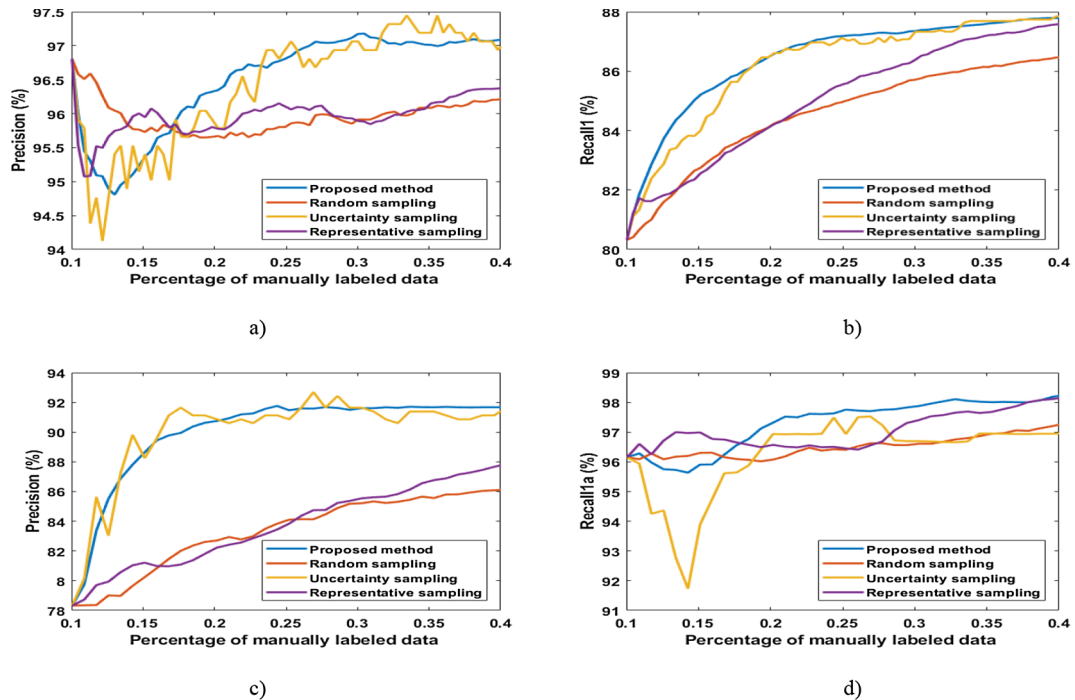 97.5
97
96.5
96
95.5
95
94.5
94
0.1 0.15 0.2 0.25 0.3 0.35 0.4
Precision (%)
Percentage of manually labeled data
Proposed method
Random sampling
Uncertainty sampling
Representative sampling
a)
88
86
84
82
80
0.1 0.15 0.2 0.25 0.3 0.35 0.4
Recall1 (%)
Percentage of manually labeled data
Proposed method
Random sampling
Uncertainty sampling
Representative sampling
b)
94
92
90
88
86
84
82
8
78
0.1 0.15 0.2 0.25 0.3 0.35 0.4
Precision (%)
Percentage of manually labeled data
Proposed method
Random sampling
Uncertainty sampling
Representative sampling
c)
99
98
97
96
95
94
93
92
91
0.1 0.15 0.2 0.25 0.3 0.35 0.4
Recall1a (%)
Percentage of manually labeled data
Proposed method
Random sampling
Uncertainty sampling
Representative sampling
d)